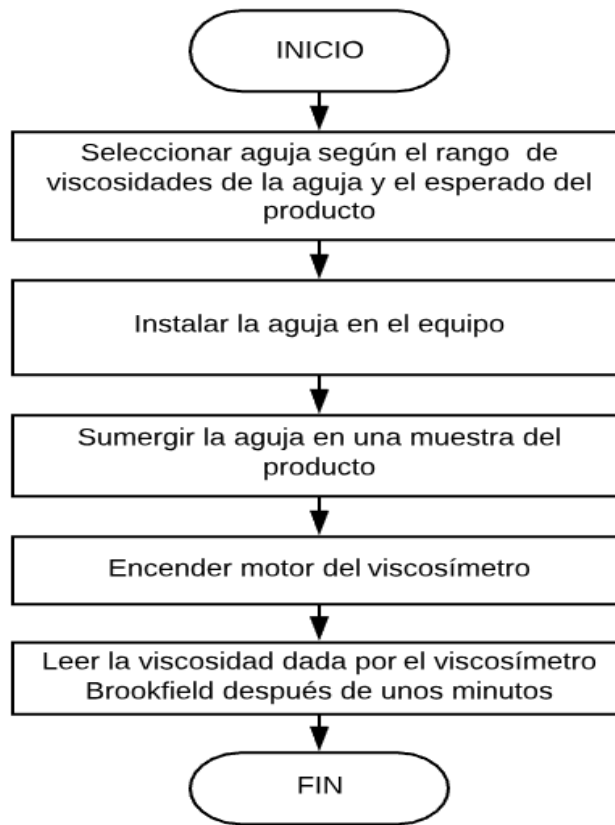 INICIO
Seleccionar aguja según el rango de
viscosidades de la aguja y el esperado del
producto
Instalar la aguja en el equipo
Sumergir la aguja en una muestra del
producto
Encender motor del viscosímetro
Leer la viscosidad dada por el viscosímetro
Brookfield después de unos minutos
FIN